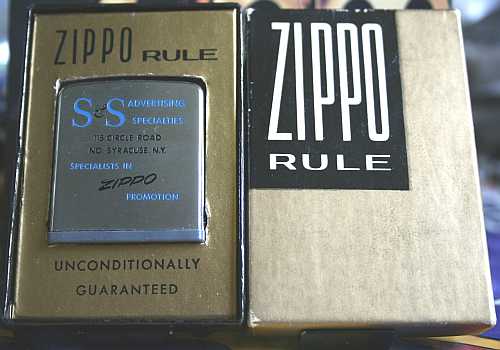 ZIPPO RULE
S&S ADVERTISING
SPECIALTIES
115 CIRCLE ROAD
NO. SYRACUSE N.Y.
SPECIALISTS IN
ZIPPO
PROMOTION
UNCONDITIONALLY
GUARANTEED
ZIPPO
RULE